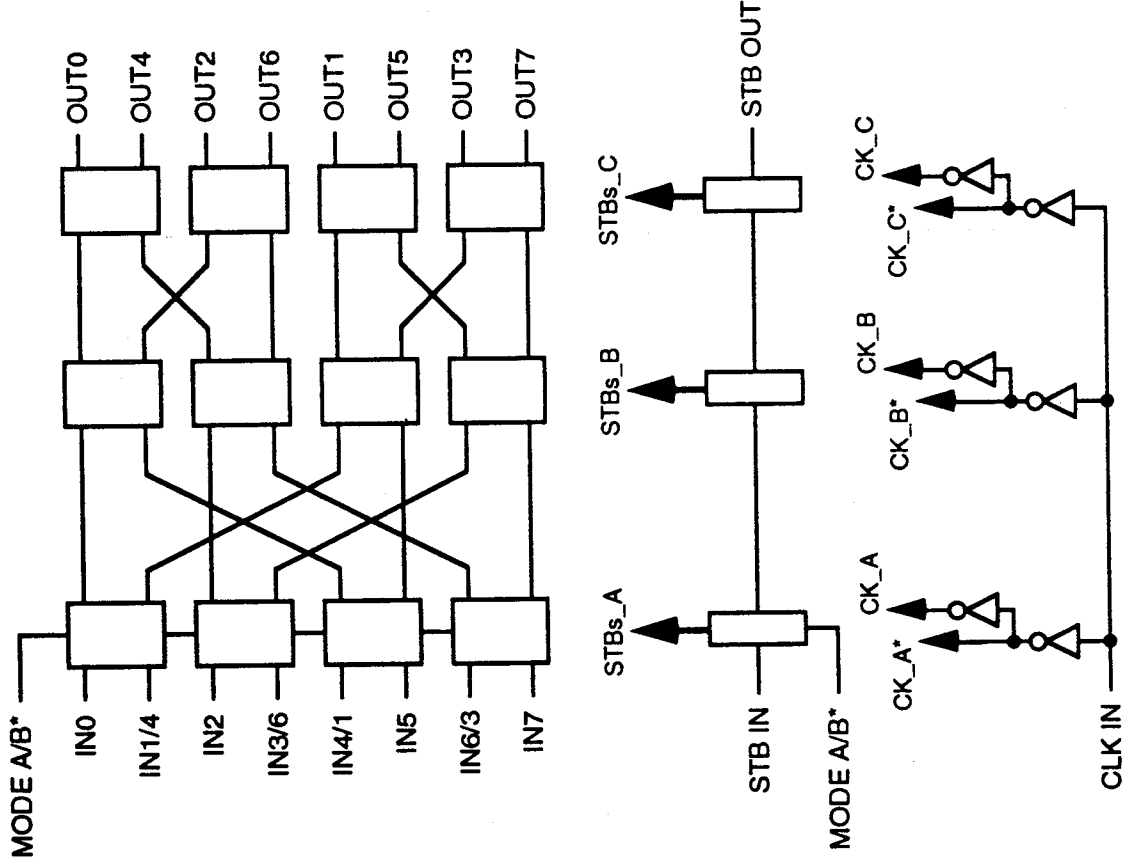 MODE A/B*
IN0
IN1/4
IN2
IN3/6
IN4/1
IN5
IN6/3
IN7
OUT0
OUT4
OUT2
OUT6
OUT1
OUT5
OUT3
OUT7
STBs_A
STBs_B
STBs_C
STB IN
STB OUT
MODE A/B*
CK_A*
CK_A
CK_B*
CK_B
CK_C*
CK_C
CLK IN